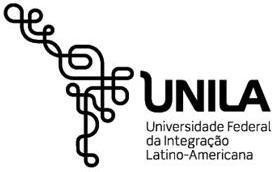 UNILA
Universidade Federal
da Integração
Latino-Americana